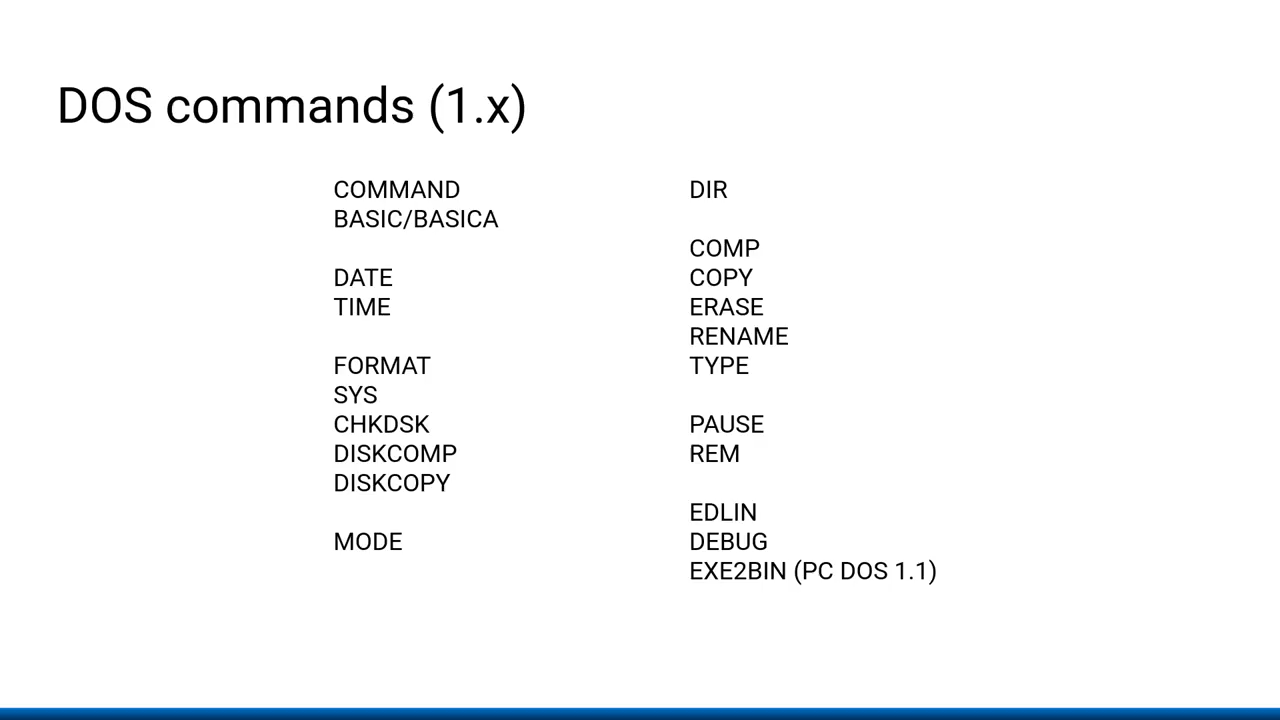 DOS commands (1.x)
COMMAND
BASIC/BASICA
DATE
TIME
FORMAT
SYS
CHKDSK
DISKCOMP
DISKCOPY
MODE
DIR
COMP
COPY
ERASE
RENAME
TYPE
PAUSE
REM
EDLIN
DEBUG
EXE2BIN (PC DOS 1.1)